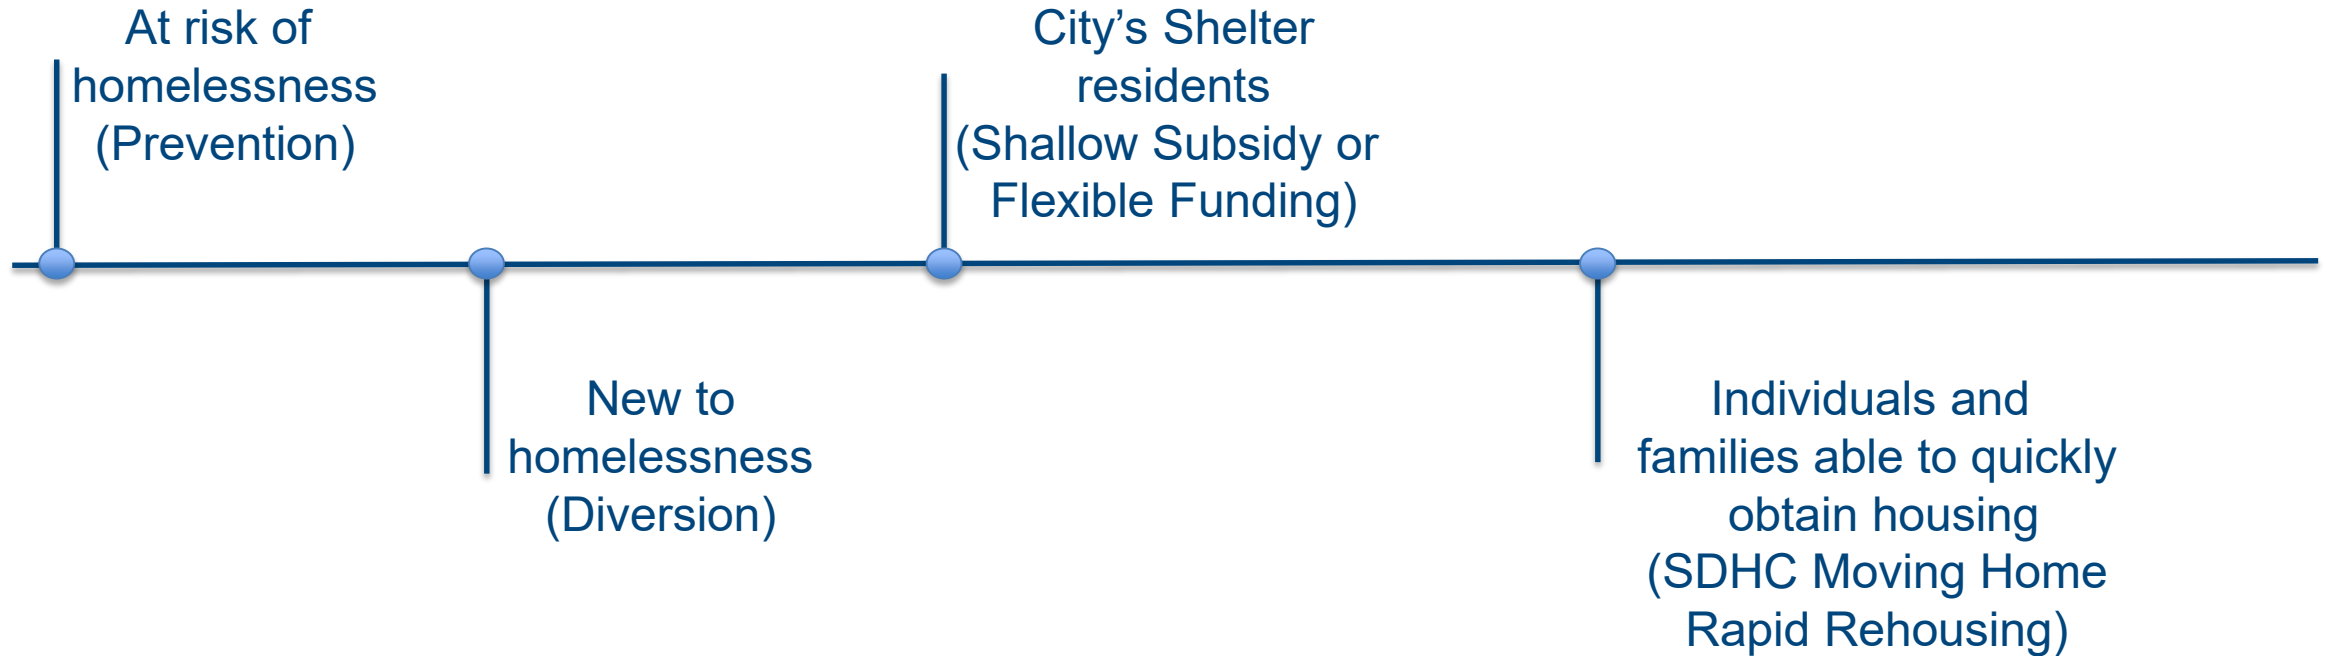 At risk of
homelessness
(Prevention)
New to
homelessness
(Diversion)
City’s Shelter
residents
(Shallow Subsidy or
Flexible Funding)
Individuals and
families able to quickly
obtain housing
(SDHC Moving Home
Rapid Rehousing)